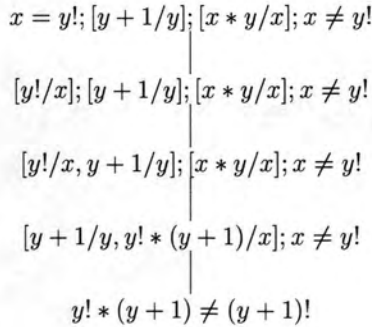 x = y!; [y + 1/y]; [x * y/x]; x ≠ y!
[y!/x]; [y + 1/y]; [x * y/x]; x ≠ y!
[y!/x, y + 1/y]; [x * y/x]; x ≠ y!
[y + 1/y, y! * (y + 1)/x]; x ≠ y!
y! * (y + 1) ≠ (y + 1)!